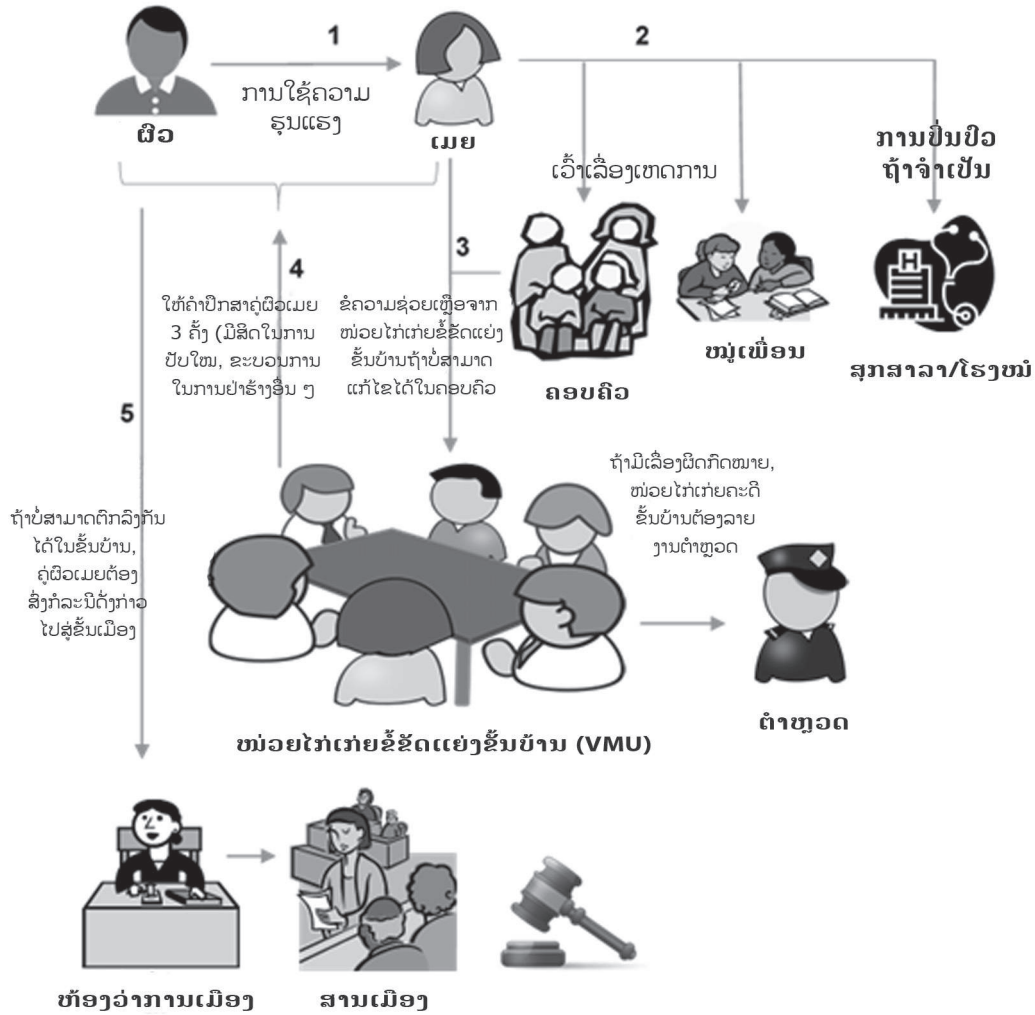 1
2
ການໃຊ້ຄວາມ
ຮຸນແຮງ
ຜົວ
ເມຍ
ການປິ່ນປົວ
ຖ້າຈໍາເປັນ
ເວົ້າເລື່ອງເຫດການ
3
4
ໃຫ້ຄໍາປຶກສາຄູ່ຜົວເມຍ
3 ຄັ້ງ (ມີສິດໃນການ
ປັບໃໝ, ຂະບວນການ
ໃນການຢ່າຮ້າງອື່ນ ໆ
ຂໍຄວາມຊ່ວຍເຫຼືອຈາກ
ໜ່ວຍໄກ່ເກ່ຍຂໍ້ຂັດແຍ່ງ
ຂັ້ນບ້ານຖ້າບໍ່ສາມາດ
ແກ້ໄຂໄດ້ໃນຄອບຄົວ
ຄອບຄົວ
ໝູ່ເພື່ອນ
H
ສຸກສາລາ/ໂຮງໝໍ
5
ຖ້າບໍ່ສາມາດຕົກລົງກັນ
ໄດ້ໃນຂັ້ນບ້ານ,
ຄູ່ຜົວເມຍຕ້ອງ
ສົ່ງກໍລະນີດັ່ງກ່າວ
ໄປສູ່ຂັ້ນເມືອງ
ຖ້າມີເລື່ອງຜິດກົດໝາຍ,
ໜ່ວຍໄກ່ເກ່ຍຄະດີ
ຂັ້ນບ້ານຕ້ອງລາຍ
ງານຕໍາຫຼວດ
ຕໍາຫຼວດ
ໜ່ວຍໄກ່ເກ່ຍຂໍ້ຂັດແຍ່ງຂັ້ນບ້ານ (VMU)
ຫ້ອງວ່າການເມືອງ
ສານເມືອງ